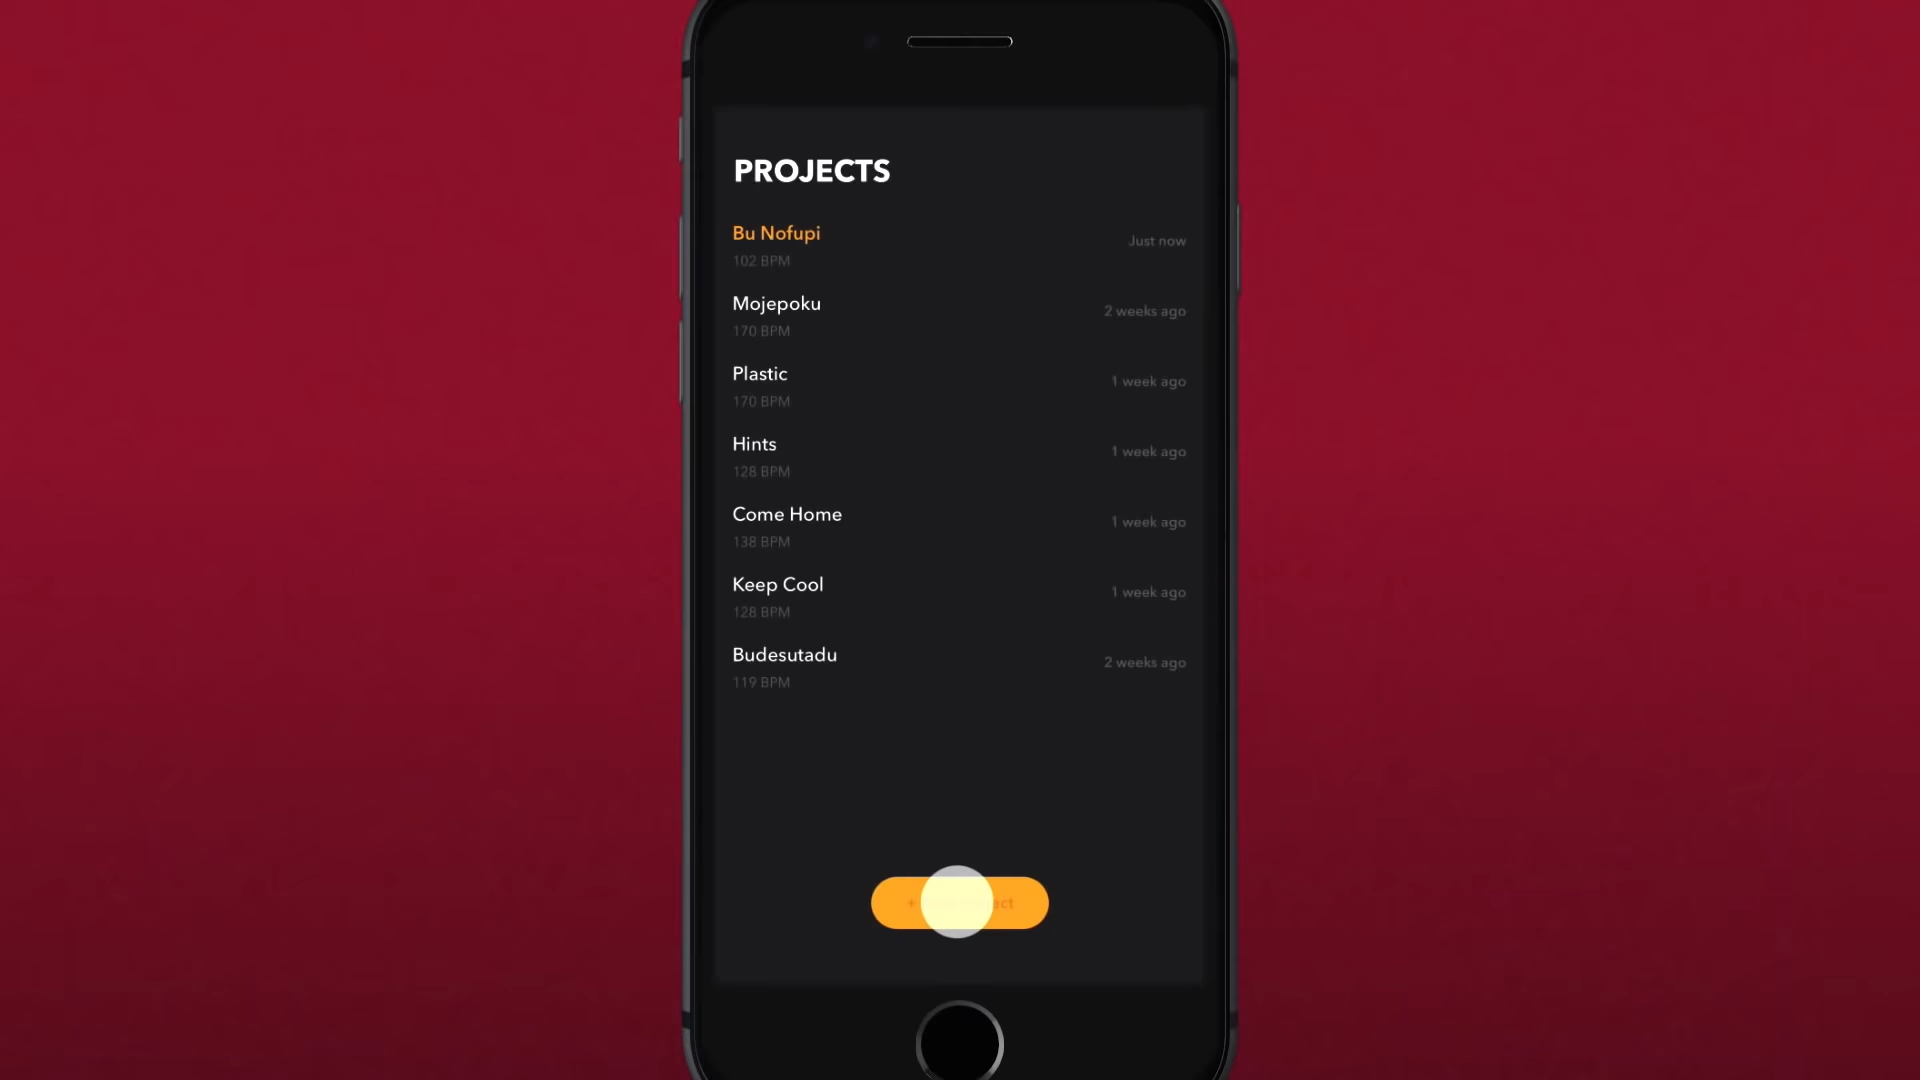 PROJECTS
Bu Nofupi
Just now
102 BPM
Mojepoku
2 weeks ago
170 BPM
Plastic
1 week ago
170 BPM
Hints
1 week ago
128 BPM
Come Home
1 week ago
138 BPM
Keep Cool
1 week ago
128 BPM
Budesutadu
2 weeks ago
119 BPM
+